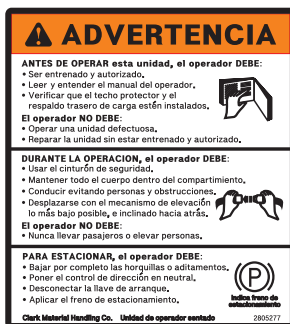 ADVERTENCIA
ANTES DE OPERAR esta unidad, el operador DEBE:
• Ser entrenado y autorizado.
• Leer y entender el manual del operador.
• Verificar que el techo protector y el
respaldo trasero de carga estén instalados.
El operador NO DEBE:
• Operar una unidad defectuosa.
• Reparar la unidad sin estar entrenado y autorizado.
DURANTE LA OPERACION, el operador DEBE:
• Usar el cinturón de seguridad.
• Mantener todo el cuerpo dentro del compartimiento.
• Conducir evitando personas y obstrucciones.
• Desplazarse con el mecanismo de elevación
lo más bajo posible, e inclinado hacia atrás.
El operador NO DEBE:
• Nunca llevar pasajeros o elevar personas.
PARA ESTACIONAR, el operador DEBE:
• Bajar por completo las horquillas o aditamentos.
• Poner el control de dirección en neutral.
• Desconectar la llave de arranque.
• Aplicar el freno de estacionamiento.
(P)
Indica freno de
estacionamiento
Clark Material Handling Co. Unidad de operador sentado 2805277